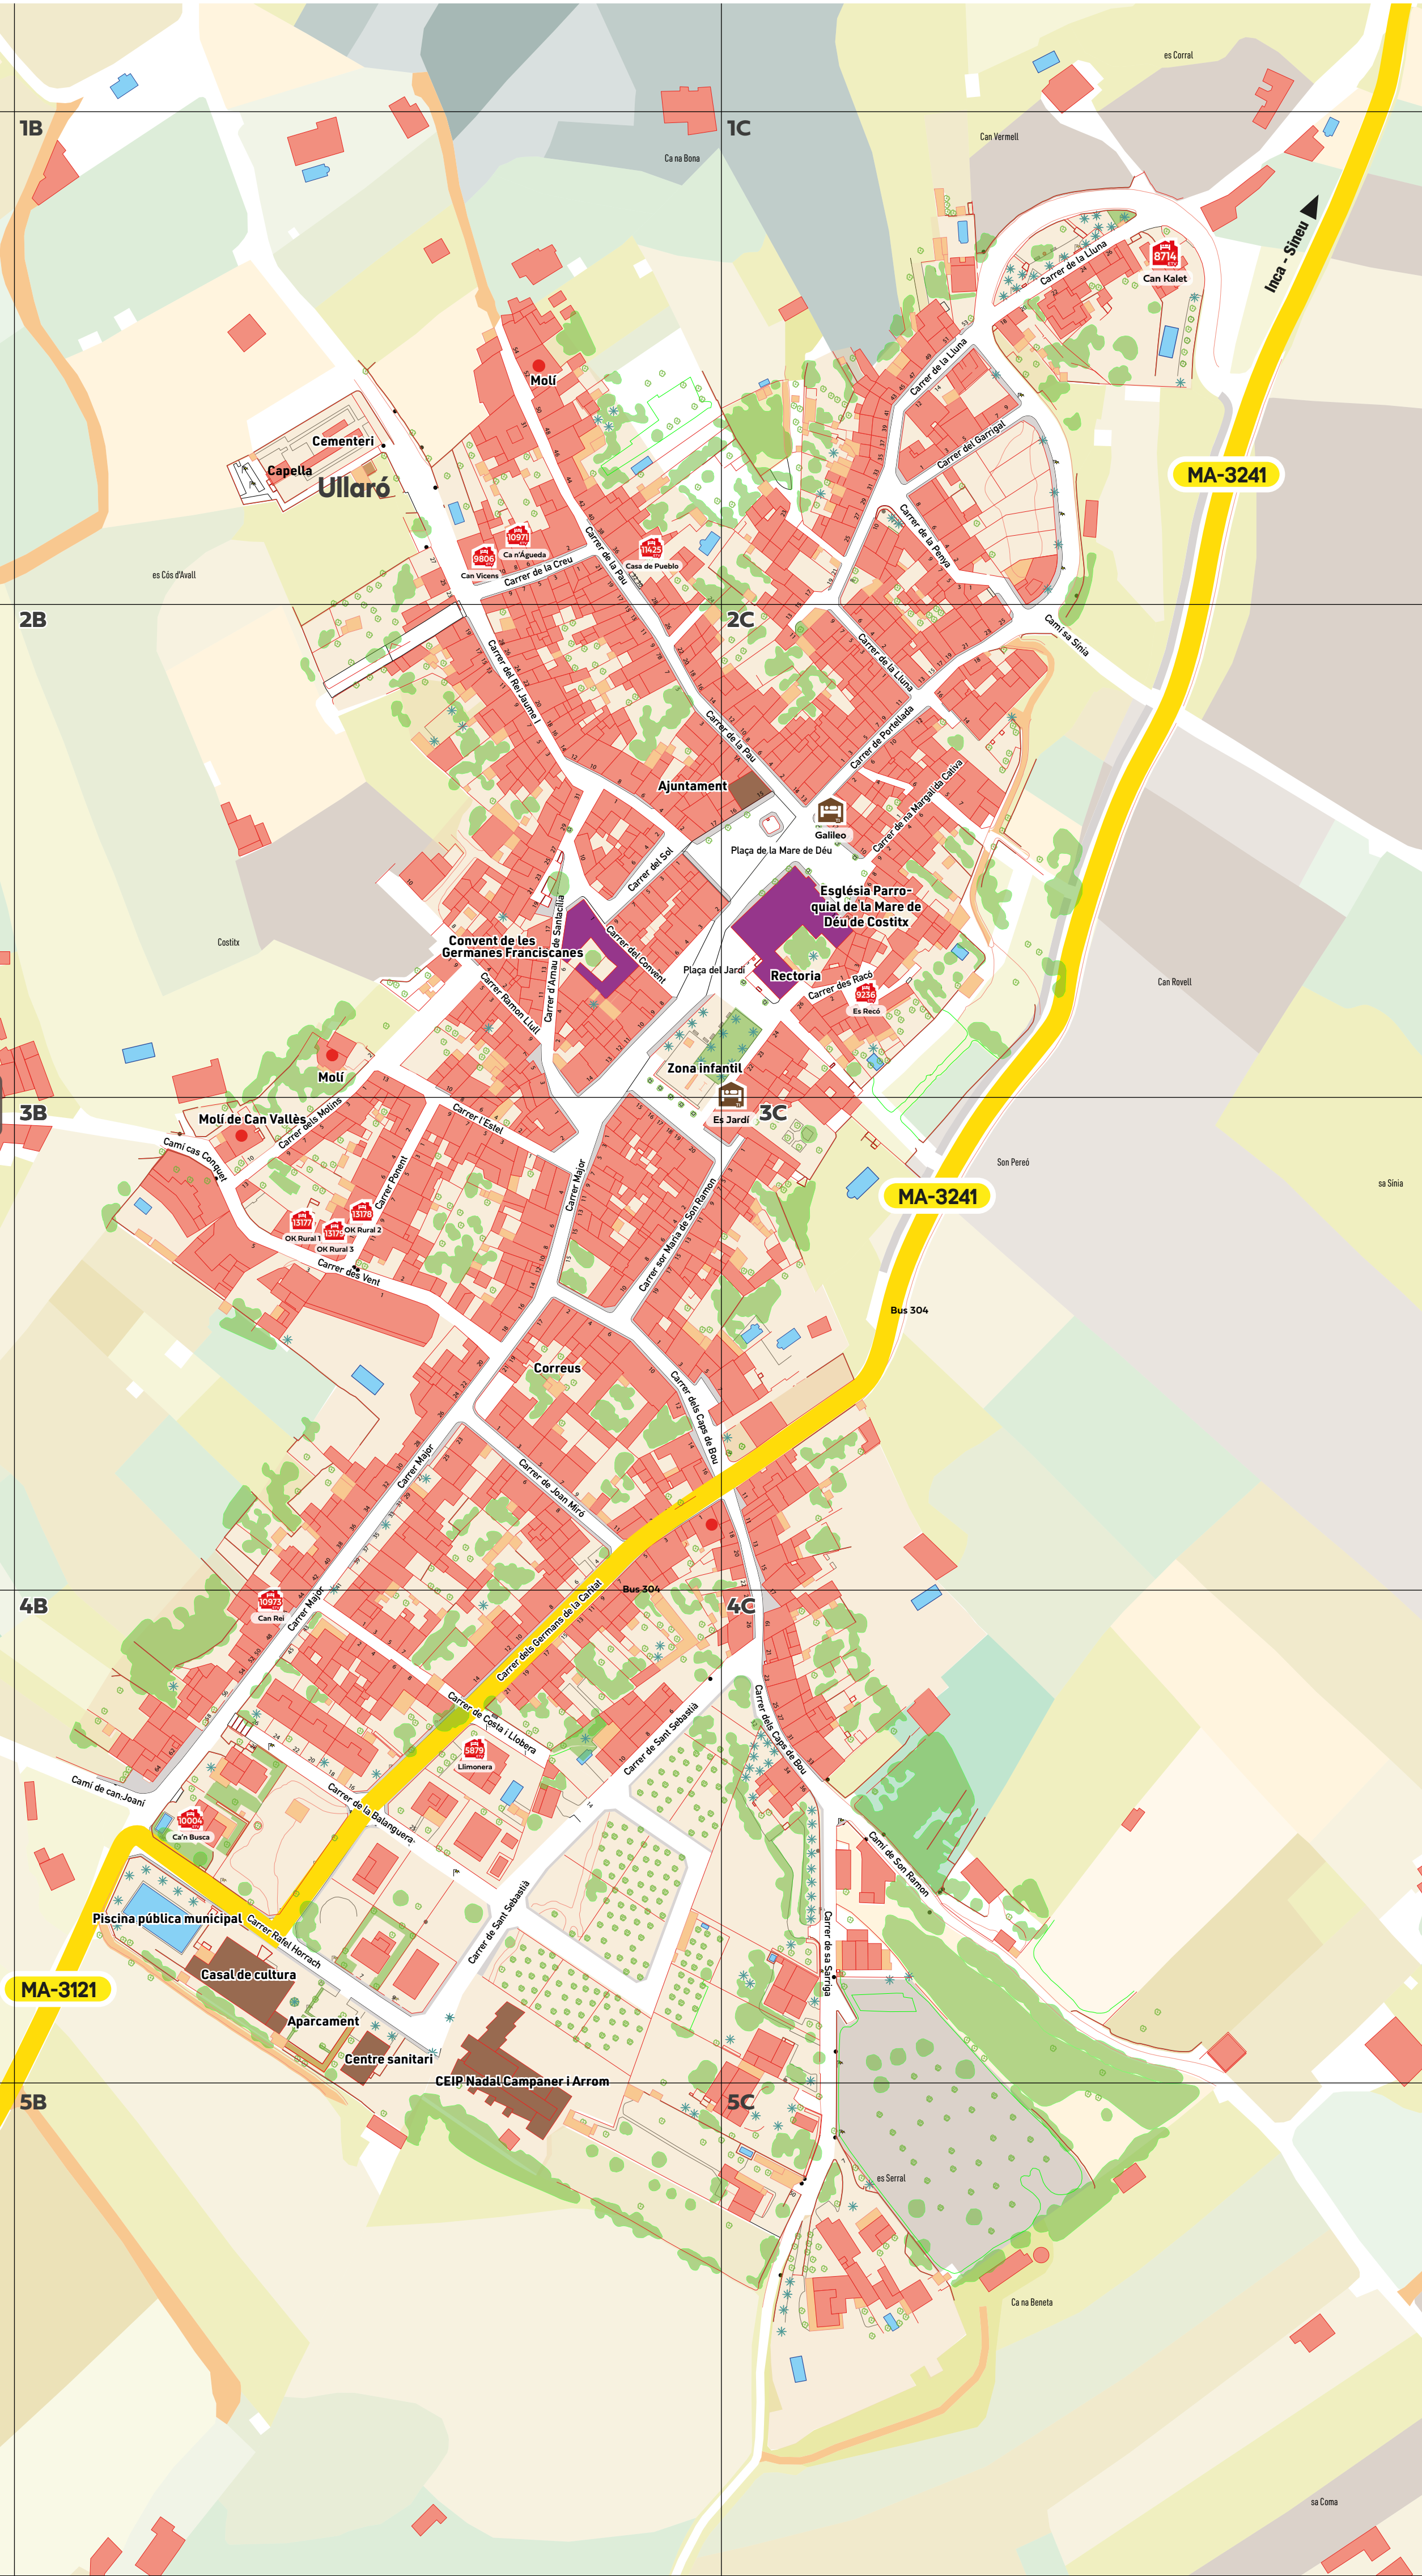 es Corral
1B
1C
Can Vermell
Ca na Bona
Inca - Sineu
Carrer de la Lluna
8714
Can Kalet
Carrer de la Lluna
Molí
Cementeri
Capella
Ullaró
Carrer del Garrigal
MA-3241
Carrer de la Penya
10971
Ca n'Águeda
9806
Can Vicens
11425
Casa de Pueblo
Carrer de la Creu
Carrer de la Pau
es Cós d'Avall
2B
2C
Camí sa Sínia
Carrer del Rei Jaume I
Carrer de la Lluna
Carrer de la Pau
Carrer de Portellada
Ajuntament
Galileo
Carrer de na Margalida Caliva
Plaça de la Mare de Déu
Carrer del Sol
Església Parro-
quial de la Mare de
Déu de Costitx
Costitx
Convent de les
Germanes Franciscanes
Carrer d'Arnau de Santacília
Carrer del Convent
Plaça del Jardí
Rectoria
Carrer des Racó
9236
Es Recó
Can Rovell
Carrer Ramon Llull
Molí
Zona infantil
3B
3C
Es Jardí
Molí de Can Vallès
Carrer dels Molins
Carrer l'Estel
Camí cas Conquet
Carrer Ponent
Carrer Major
Son Pereó
sa Sínia
MA-3241
13177
OK Rural 1
13178
OK Rural 2
13179
OK Rural 3
Carrer sor Maria de Son Ramon
Carrer des Vent
Bus 304
Correus
Carrer dels Caps de Bou
Carrer Major
Carrer de Joan Miró
Bus 304
4B
4C
10973
Can Rei
Carrer Major
Carrer dels Germans de la Caritat
Carrer de Costa i Llobera
Carrer de Sant Sebastià
Carrer dels Caps de Bou
5879
Llimonera
Camí de can Joaní
Carrer de la Balanguera
10004
Ca'n Busca
Camí de Son Ramon
Piscina pública municipal
Carrer Rafel Horrach
Carrer de Sant Sebastià
Carrer de sa Sarriga
Casal de cultura
MA-3121
Aparcament
Centre sanitari
CEIP Nadal Campaner i Arrom
5B
5C
es Serral
Ca na Beneta
sa Coma